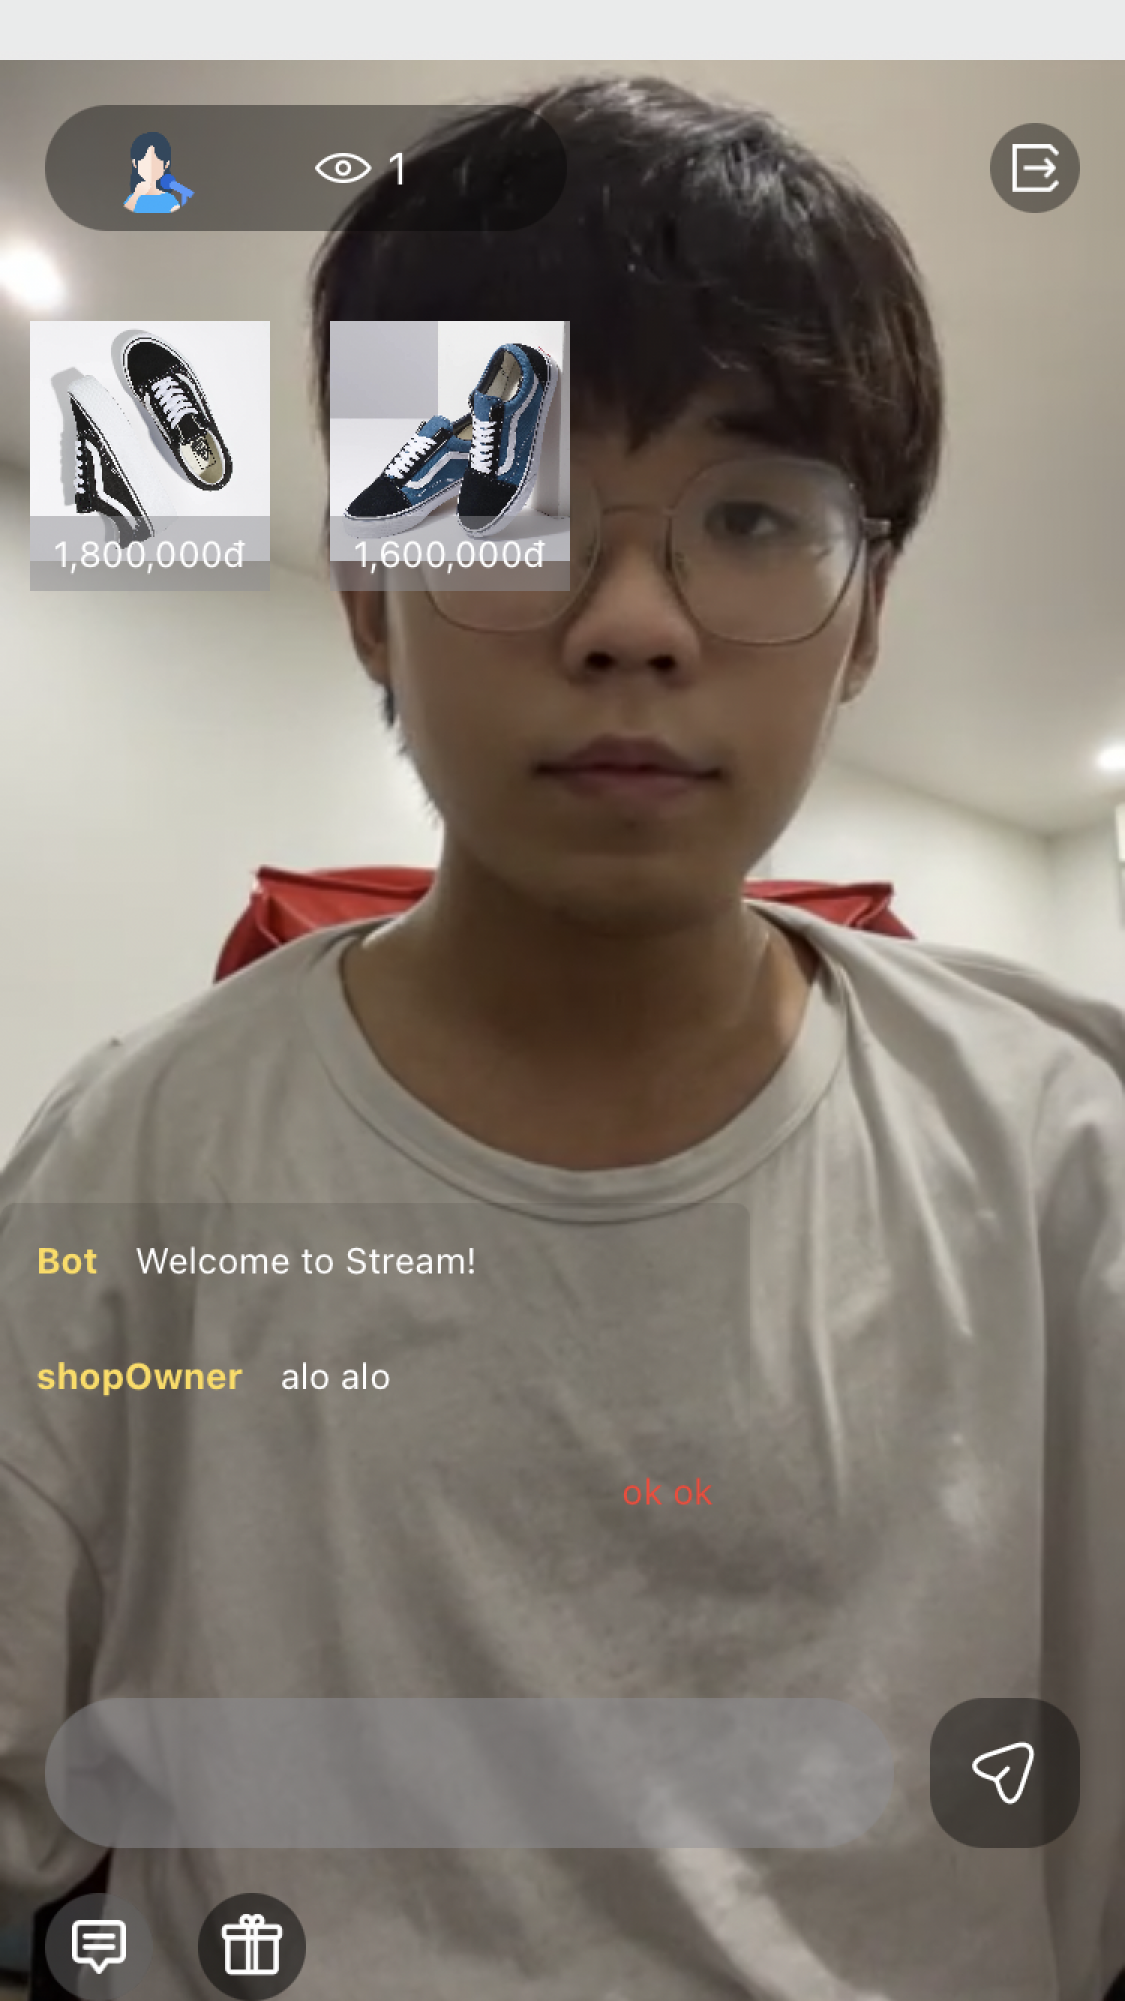 1
1,800,000đ
1,600,000đ
Bot Welcome to Stream!
shopOwner alo alo
ok ok